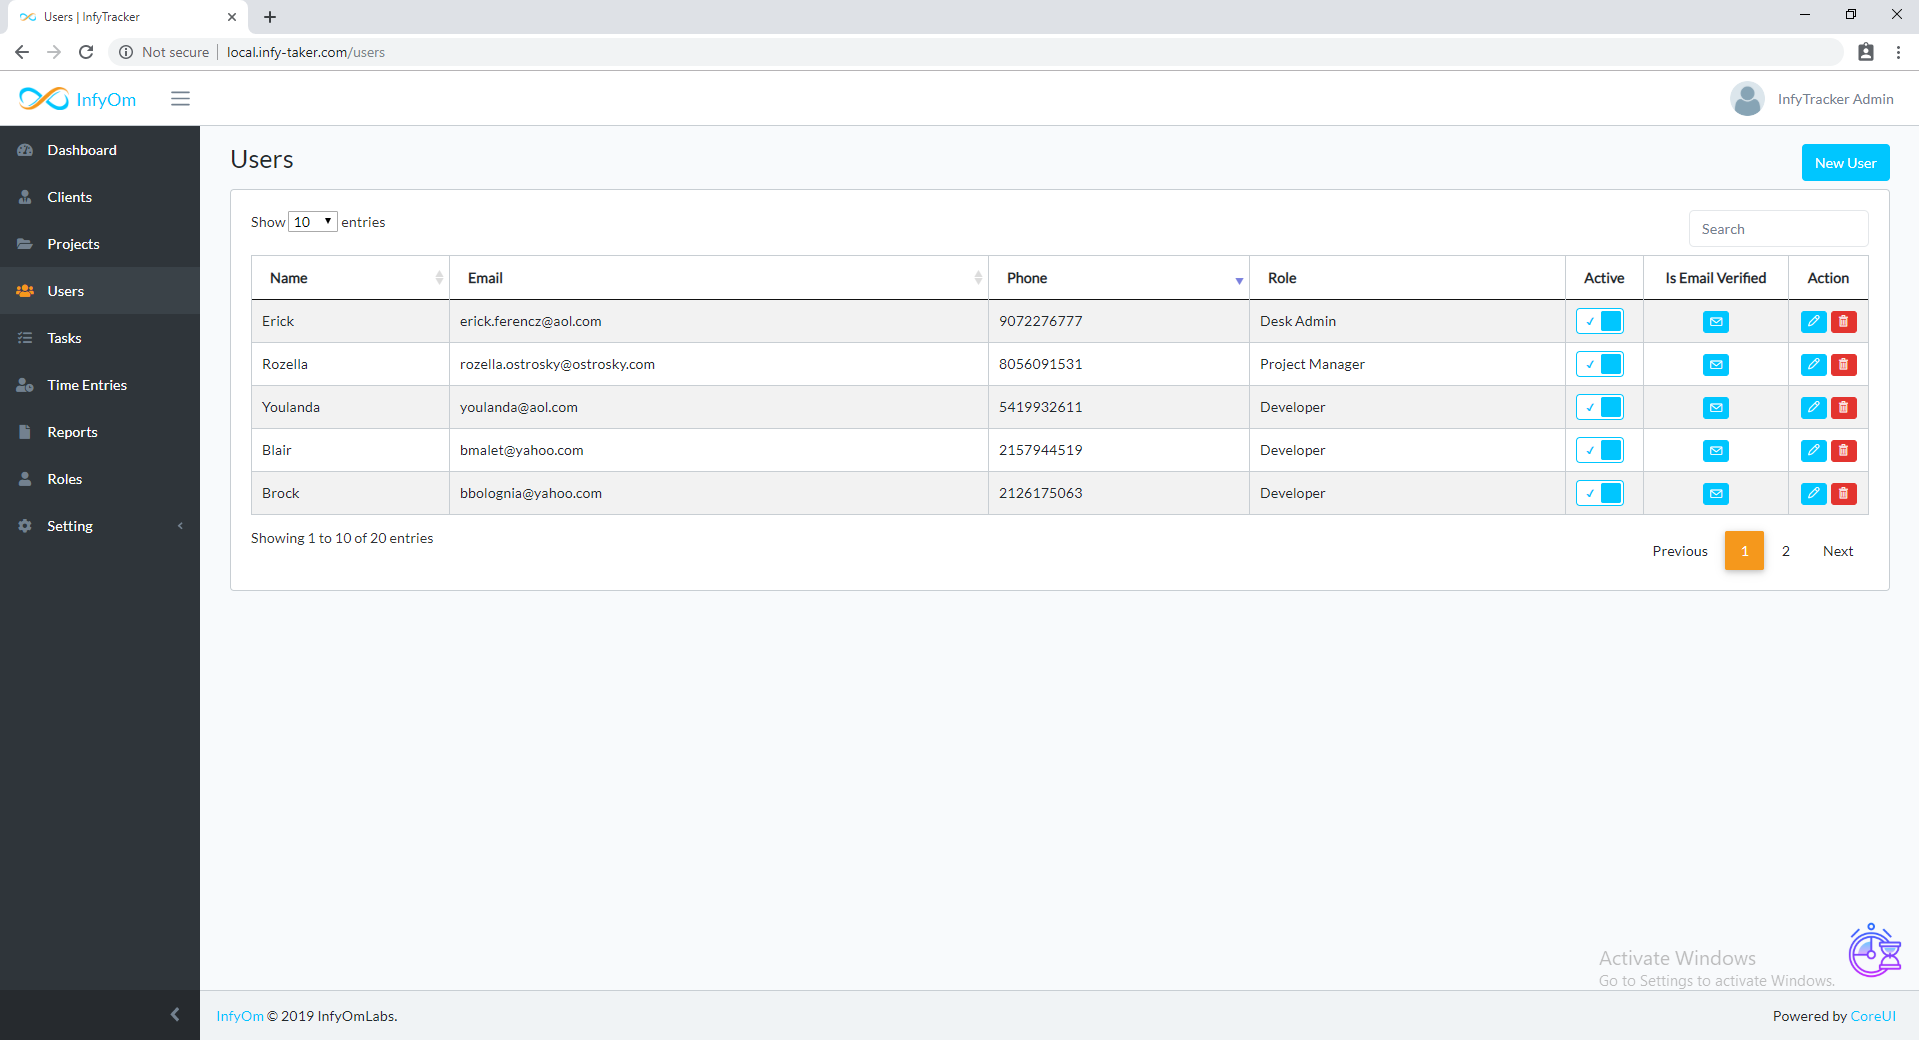 Users | InfyTracker
Not secure | local.infy-taker.com/users
InfyOm
InfyTracker Admin
Dashboard
Clients
Projects
Users
Tasks
Time Entries
Reports
Roles
Setting
Users
New User
Show 10 entries
Search
Name Email Phone Role Active Is Email Verified Action
Erick erick.ferencz@aol.com 9072276777 Desk Admin
Rozella rozella.ostrosky@ostrosky.com 8056091531 Project Manager
Youlanda youlanda@aol.com 5419932611 Developer
Blair bmalet@yahoo.com 2157944519 Developer
Brock bbolognia@yahoo.com 2126175063 Developer
Showing 1 to 10 of 20 entries
Previous 1 2 Next
Activate Windows
Go to Settings to activate Windows.
InfyOm © 2019 InfyOmLabs.
Powered by CoreUI